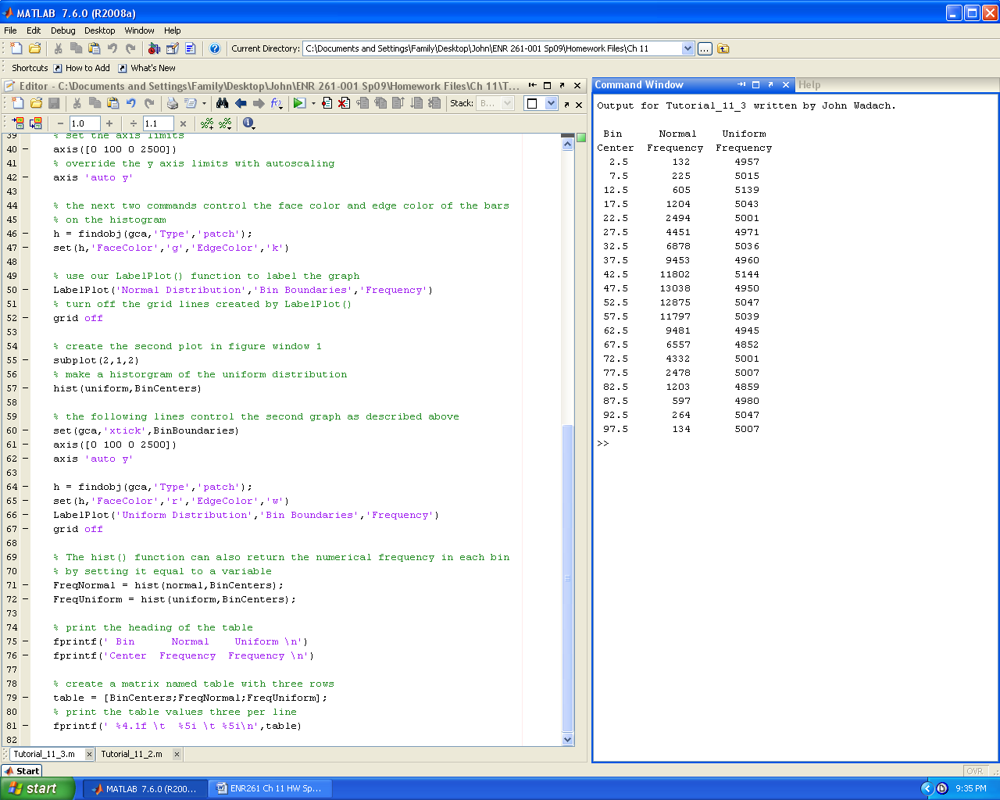 MATLAB 7.6.0 (R2008a)
File Edit Debug Desktop Window Help
Current Directory: C:\Documents and Settings\Family\Desktop\John\ENR 261-001 Sp09\Homework Files\Ch 11
Shortcuts How to Add What's New
Editor - C:\Documents and Settings\Family\Desktop\John\ENR 261-001 Sp09\Homework Files\Ch 11\T...
Stack: B...
1.0 1.1
39 % set the axis limits
40 axis([0 100 0 2500])
41 % override the y axis limits with autoscaling
42 axis 'auto y'
43
44 % the next two commands control the face color and edge color of the bars
45 % on the histogram
46 h = findobj(gca,'Type','patch');
47 set(h,'FaceColor','g','EdgeColor','k')
48
49 % use our LabelPlot() function to label the graph
50 LabelPlot('Normal Distribution','Bin Boundaries','Frequency')
51 % turn off the grid lines created by LabelPlot()
52 grid off
53
54 % create the second plot in figure window 1
55 subplot(2,1,2)
56 % make a historgram of the uniform distribution
57 hist(uniform,BinCenters)
58
59 % the following lines control the second graph as described above
60 set(gca,'xtick',BinBoundaries)
61 axis([0 100 0 2500])
62 axis 'auto y'
63
64 h = findobj(gca,'Type','patch');
65 set(h,'FaceColor','r','EdgeColor','w')
66 LabelPlot('Uniform Distribution','Bin Boundaries','Frequency')
67 grid off
68
69 % The hist() function can also return the numerical frequency in each bin
70 % by setting it equal to a variable
71 FreqNormal = hist(normal,BinCenters);
72 FreqUniform = hist(uniform,BinCenters);
73
74 % print the heading of the table
75 fprintf(' Bin      Normal    Uniform \n')
76 fprintf('Center  Frequency  Frequency \n')
77
78 % create a matrix named table with three rows
79 table = [BinCenters;FreqNormal;FreqUniform];
80 % print the table values three per line
81 fprintf(' %4.1f \t  %5i \t %5i\n',table)
82
Tutorial_11_3.m Tutorial_11_2.m
Command Window Help
Output for Tutorial_11_3 written by John Wadach.
Bin Normal Uniform
Center Frequency Frequency
2.5 132 4957
7.5 225 5015
12.5 605 5139
17.5 1204 5043
22.5 2494 5001
27.5 4451 4971
32.5 6878 5036
37.5 9453 4960
42.5 11802 5144
47.5 13038 4950
52.5 12875 5047
57.5 11797 5039
62.5 9481 4945
67.5 6557 4852
72.5 4332 5001
77.5 2478 5007
82.5 1203 4859
87.5 597 4980
92.5 264 5047
97.5 134 5007
>>
Start OVR
start MATLAB 7.6.0 (R200... ENR261 Ch 11 HW Sp... 9:35 PM